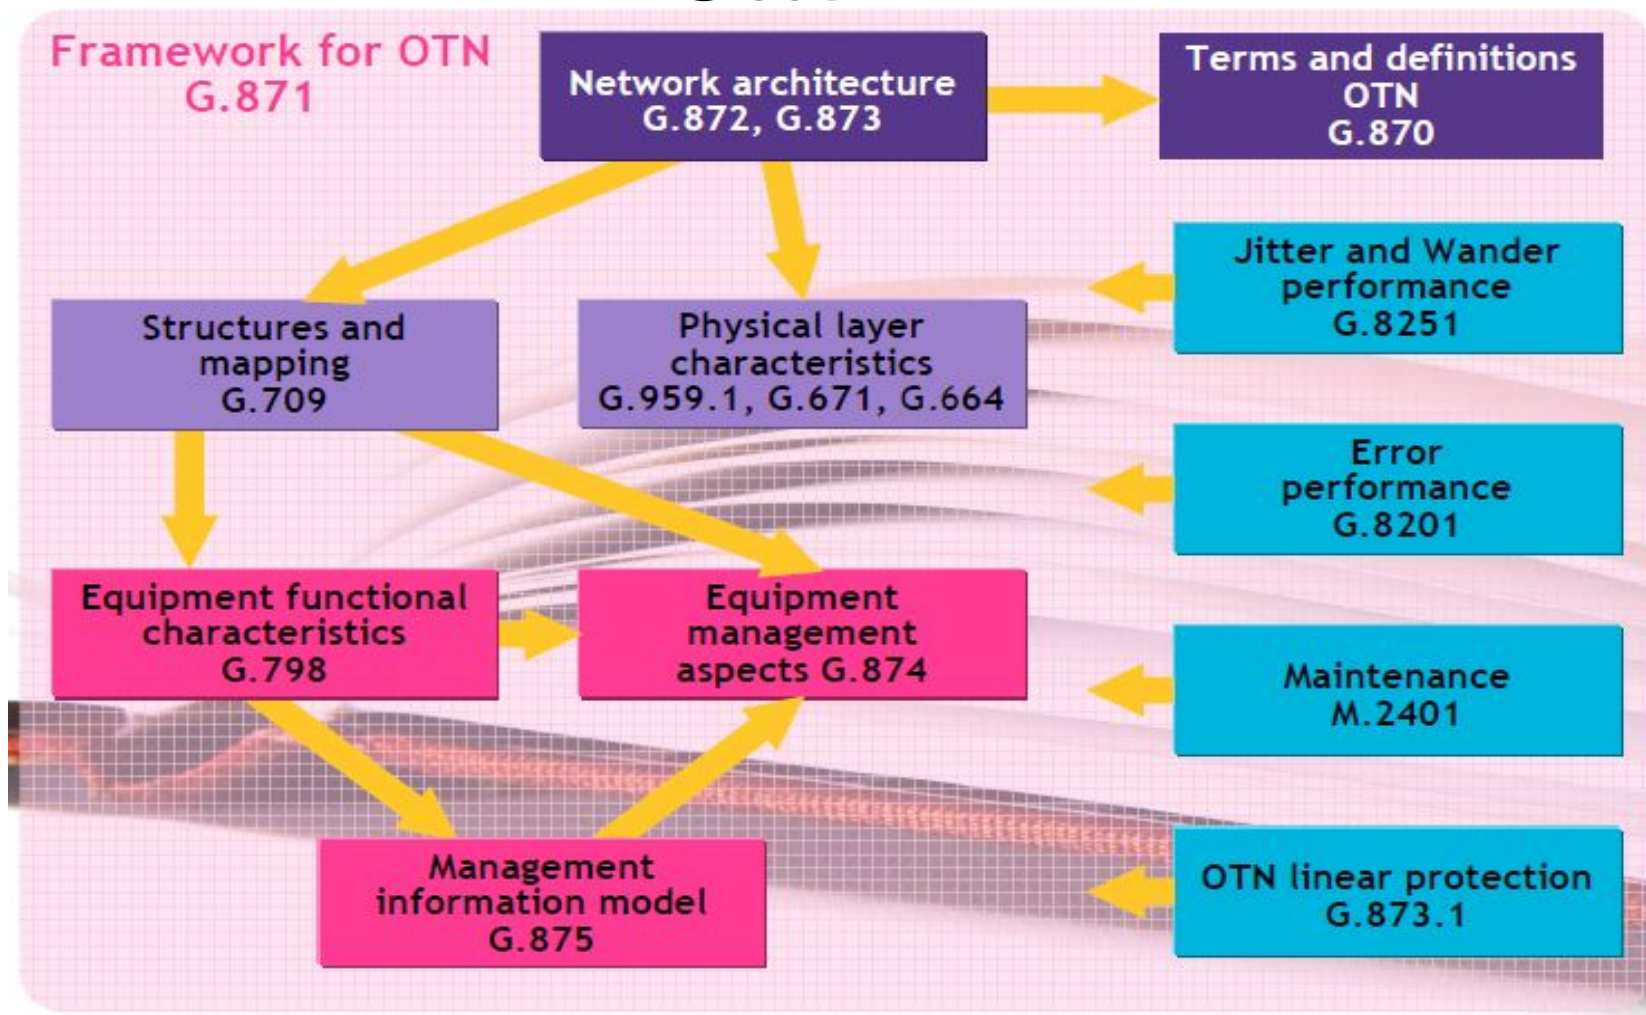 Framework for OTN
G.871
Network architecture
G.872, G.873
Terms and definitions
OTN
G.870
Jitter and Wander
performance
G.8251
Structures and
mapping
G.709
Physical layer
characteristics
G.959.1, G.671, G.664
Error
performance
G.8201
Equipment functional
characteristics
G.798
Equipment
management
aspects G.874
Maintenance
M.2401
Management
information model
G.875
OTN linear protection
G.873.1